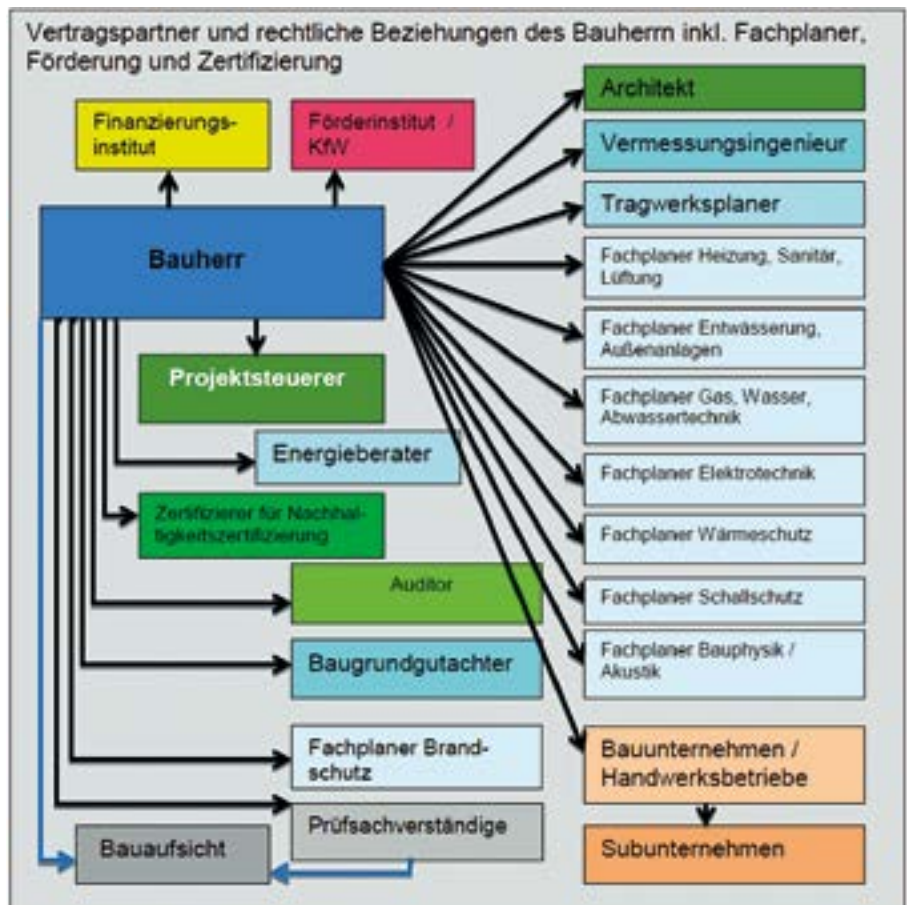 Vertragspartner und rechtliche Beziehungen des Bauherrn inkl. Fachplaner,
Förderung und Zertifizierung
Finanzierungs-
institut
Förderinstitut /
KfW
Bauherr
Projektsteuerer
Energieberater
Zertifizierer für Nachhal-
tigkeitszertifizierung
Auditor
Baugrundgutachter
Fachplaner Brand-
schutz
Prüfsachverständige
Bauaufsicht
Architekt
Vermessungsingenieur
Tragwerksplaner
Fachplaner Heizung, Sanitär,
Lüftung
Fachplaner Entwässerung,
Außenanlagen
Fachplaner Gas, Wasser,
Abwassertechnik
Fachplaner Elektrotechnik
Fachplaner Wärmeschutz
Fachplaner Schallschutz
Fachplaner Bauphysik /
Akustik
Bauunternehmen /
Handwerksbetriebe
Subunternehmen